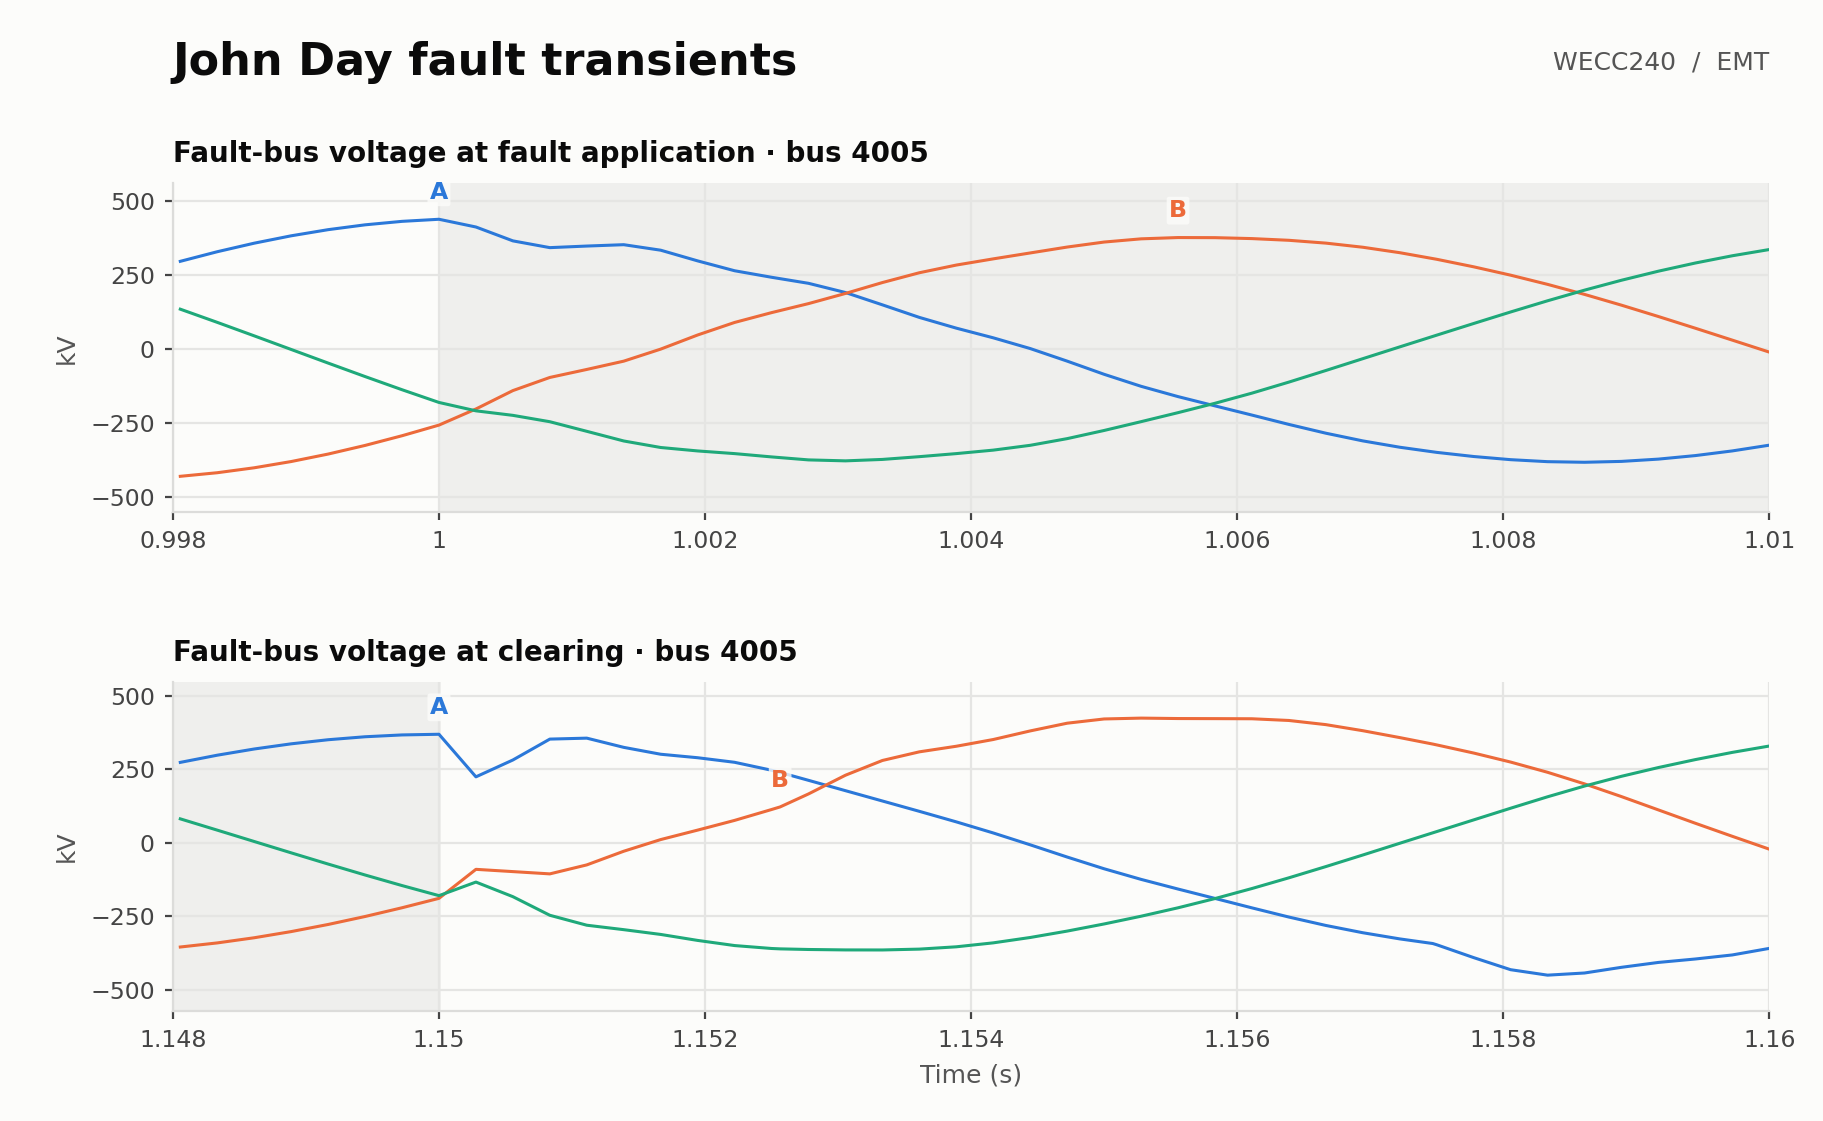 John Day fault transients
WECC240 / EMT
Fault-bus voltage at fault application · bus 4005
A
B
500
250
0
−250
−500
kV
0.998 1 1.002 1.004 1.006 1.008 1.01
Fault-bus voltage at clearing · bus 4005
A
B
500
250
0
−250
−500
kV
1.148 1.15 1.152 1.154 1.156 1.158 1.16
Time (s)